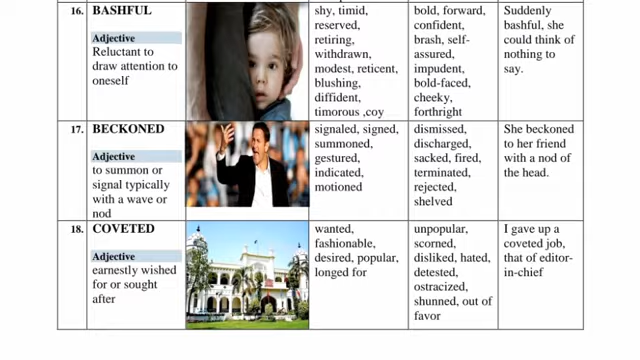 16.
BASHFUL
Adjective
Reluctant to
draw attention to
oneself
shy, timid,
reserved,
retiring,
withdrawn,
modest, reticent,
blushing,
diffident,
timorous ,coy
bold, forward,
confident,
brash, self-
assured,
impudent,
bold-faced,
cheeky,
forthright
Suddenly
bashful, she
could think of
nothing to
say.
17.
BECKONED
Adjective
to summon or
signal typically
with a wave or
nod
signaled, signed,
summoned,
gestured,
indicated,
motioned
dismissed,
discharged,
sacked, fired,
terminated,
rejected,
shelved
She beckoned
to her friend
with a nod of
the head.
18.
COVETED
Adjective
earnestly wished
for or sought
after
wanted,
fashionable,
desired, popular,
longed for
unpopular,
scorned,
disliked, hated,
detested,
ostracized,
shunned, out of
favor
I gave up a
coveted job,
that of editor-
in-chief